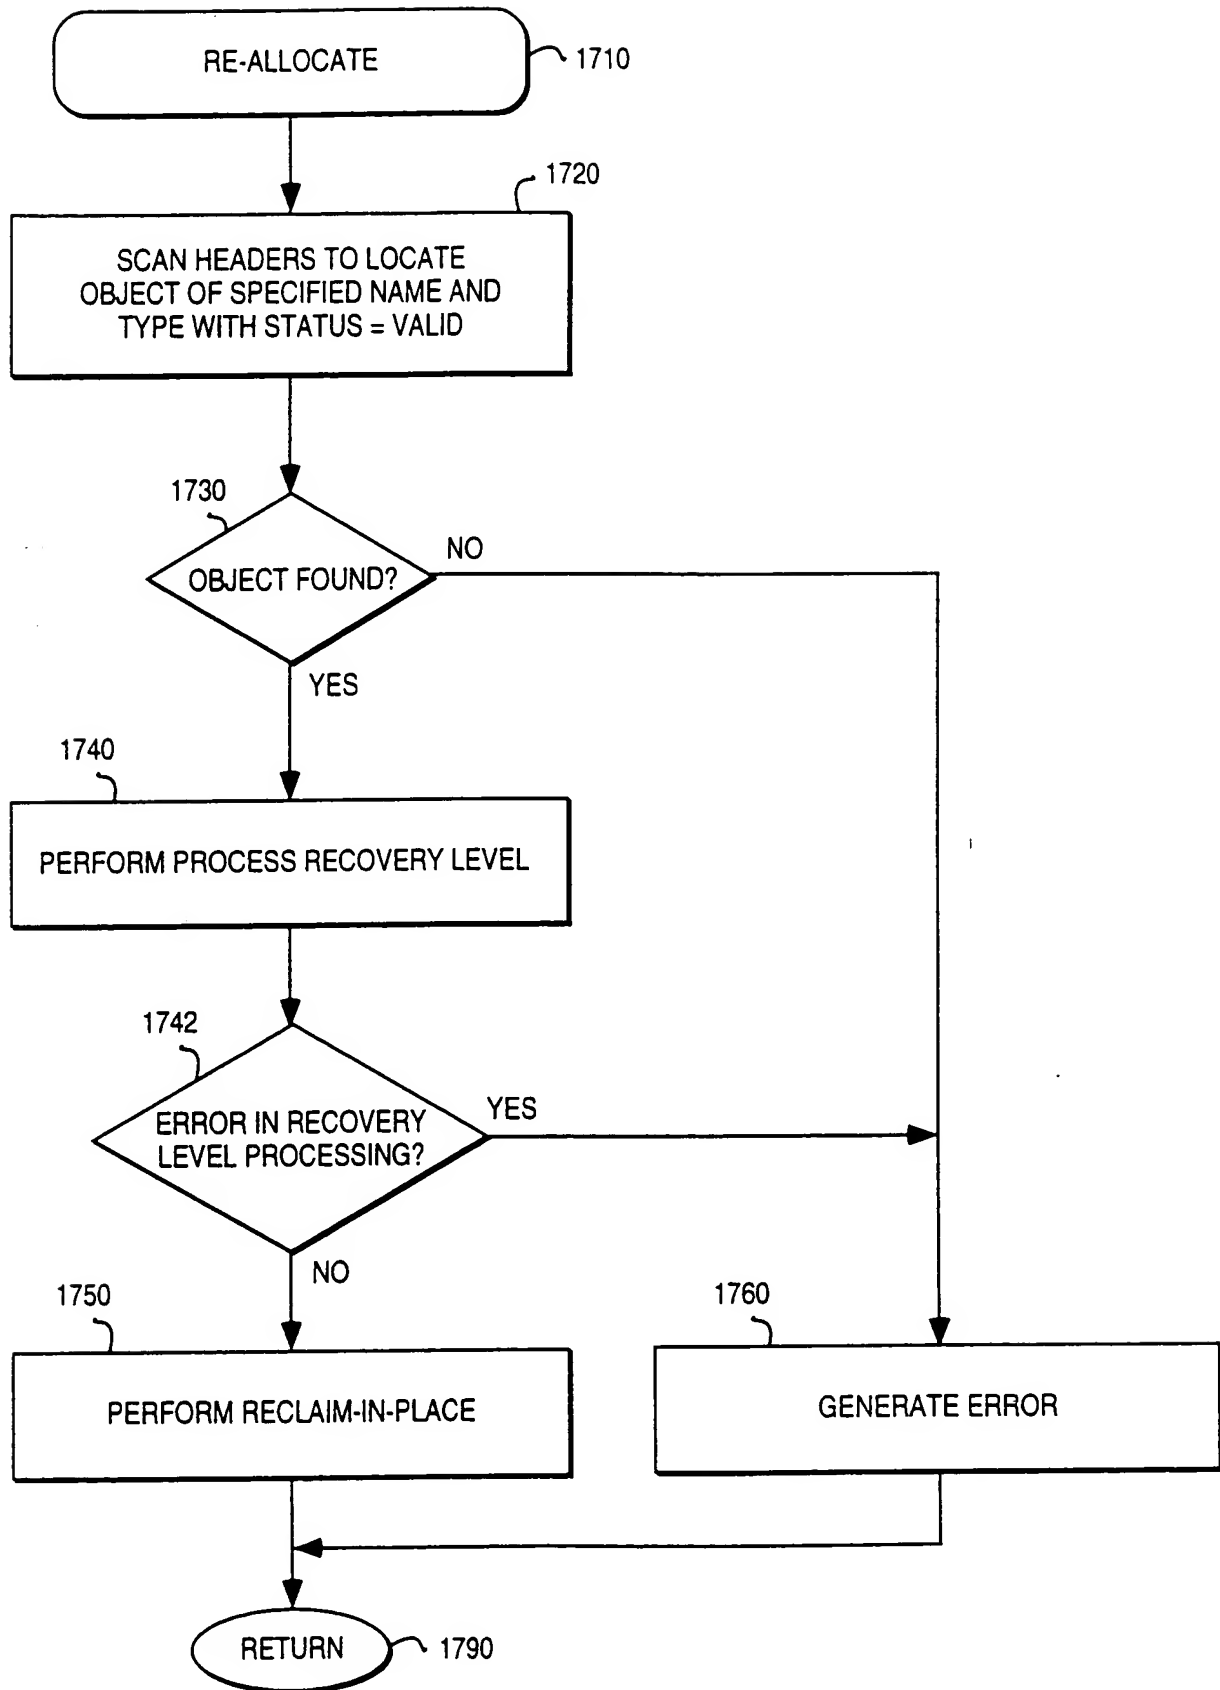 RE-ALLOCATE
1710
1720
SCAN HEADERS TO LOCATE
OBJECT OF SPECIFIED NAME AND
TYPE WITH STATUS = VALID
1730
OBJECT FOUND?
NO
YES
1740
PERFORM PROCESS RECOVERY LEVEL
1742
ERROR IN RECOVERY
LEVEL PROCESSING?
YES
NO
1750
PERFORM RECLAIM-IN-PLACE
1760
GENERATE ERROR
RETURN
1790